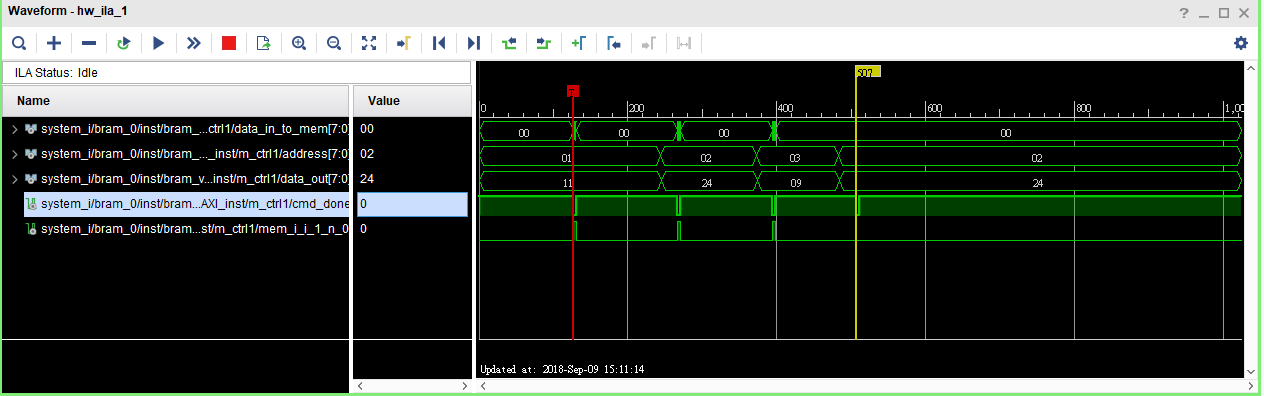 Waveform - hw_ila_1
?
ILA Status: Idle
Name Value
system_i/bram_0/inst/bram_...ctrl1/data_in_to_mem[7:0] 00
system_i/bram_0/inst/bram_..._inst/m_ctrl1/address[7:0] 02
system_i/bram_0/inst/bram_v...inst/m_ctrl1/data_out[7:0] 24
system_i/bram_0/inst/bram...AXI_inst/m_ctrl1/cmd_done 0
system_i/bram_0/inst/bram...st/m_ctrl1/mem_i_i_1_n_0 0
507
0 200 400 600 800 1,00
00 00 00 00
01 02 03 02
11 24 09 24
Updated at: 2018-Sep-09 15:11:14